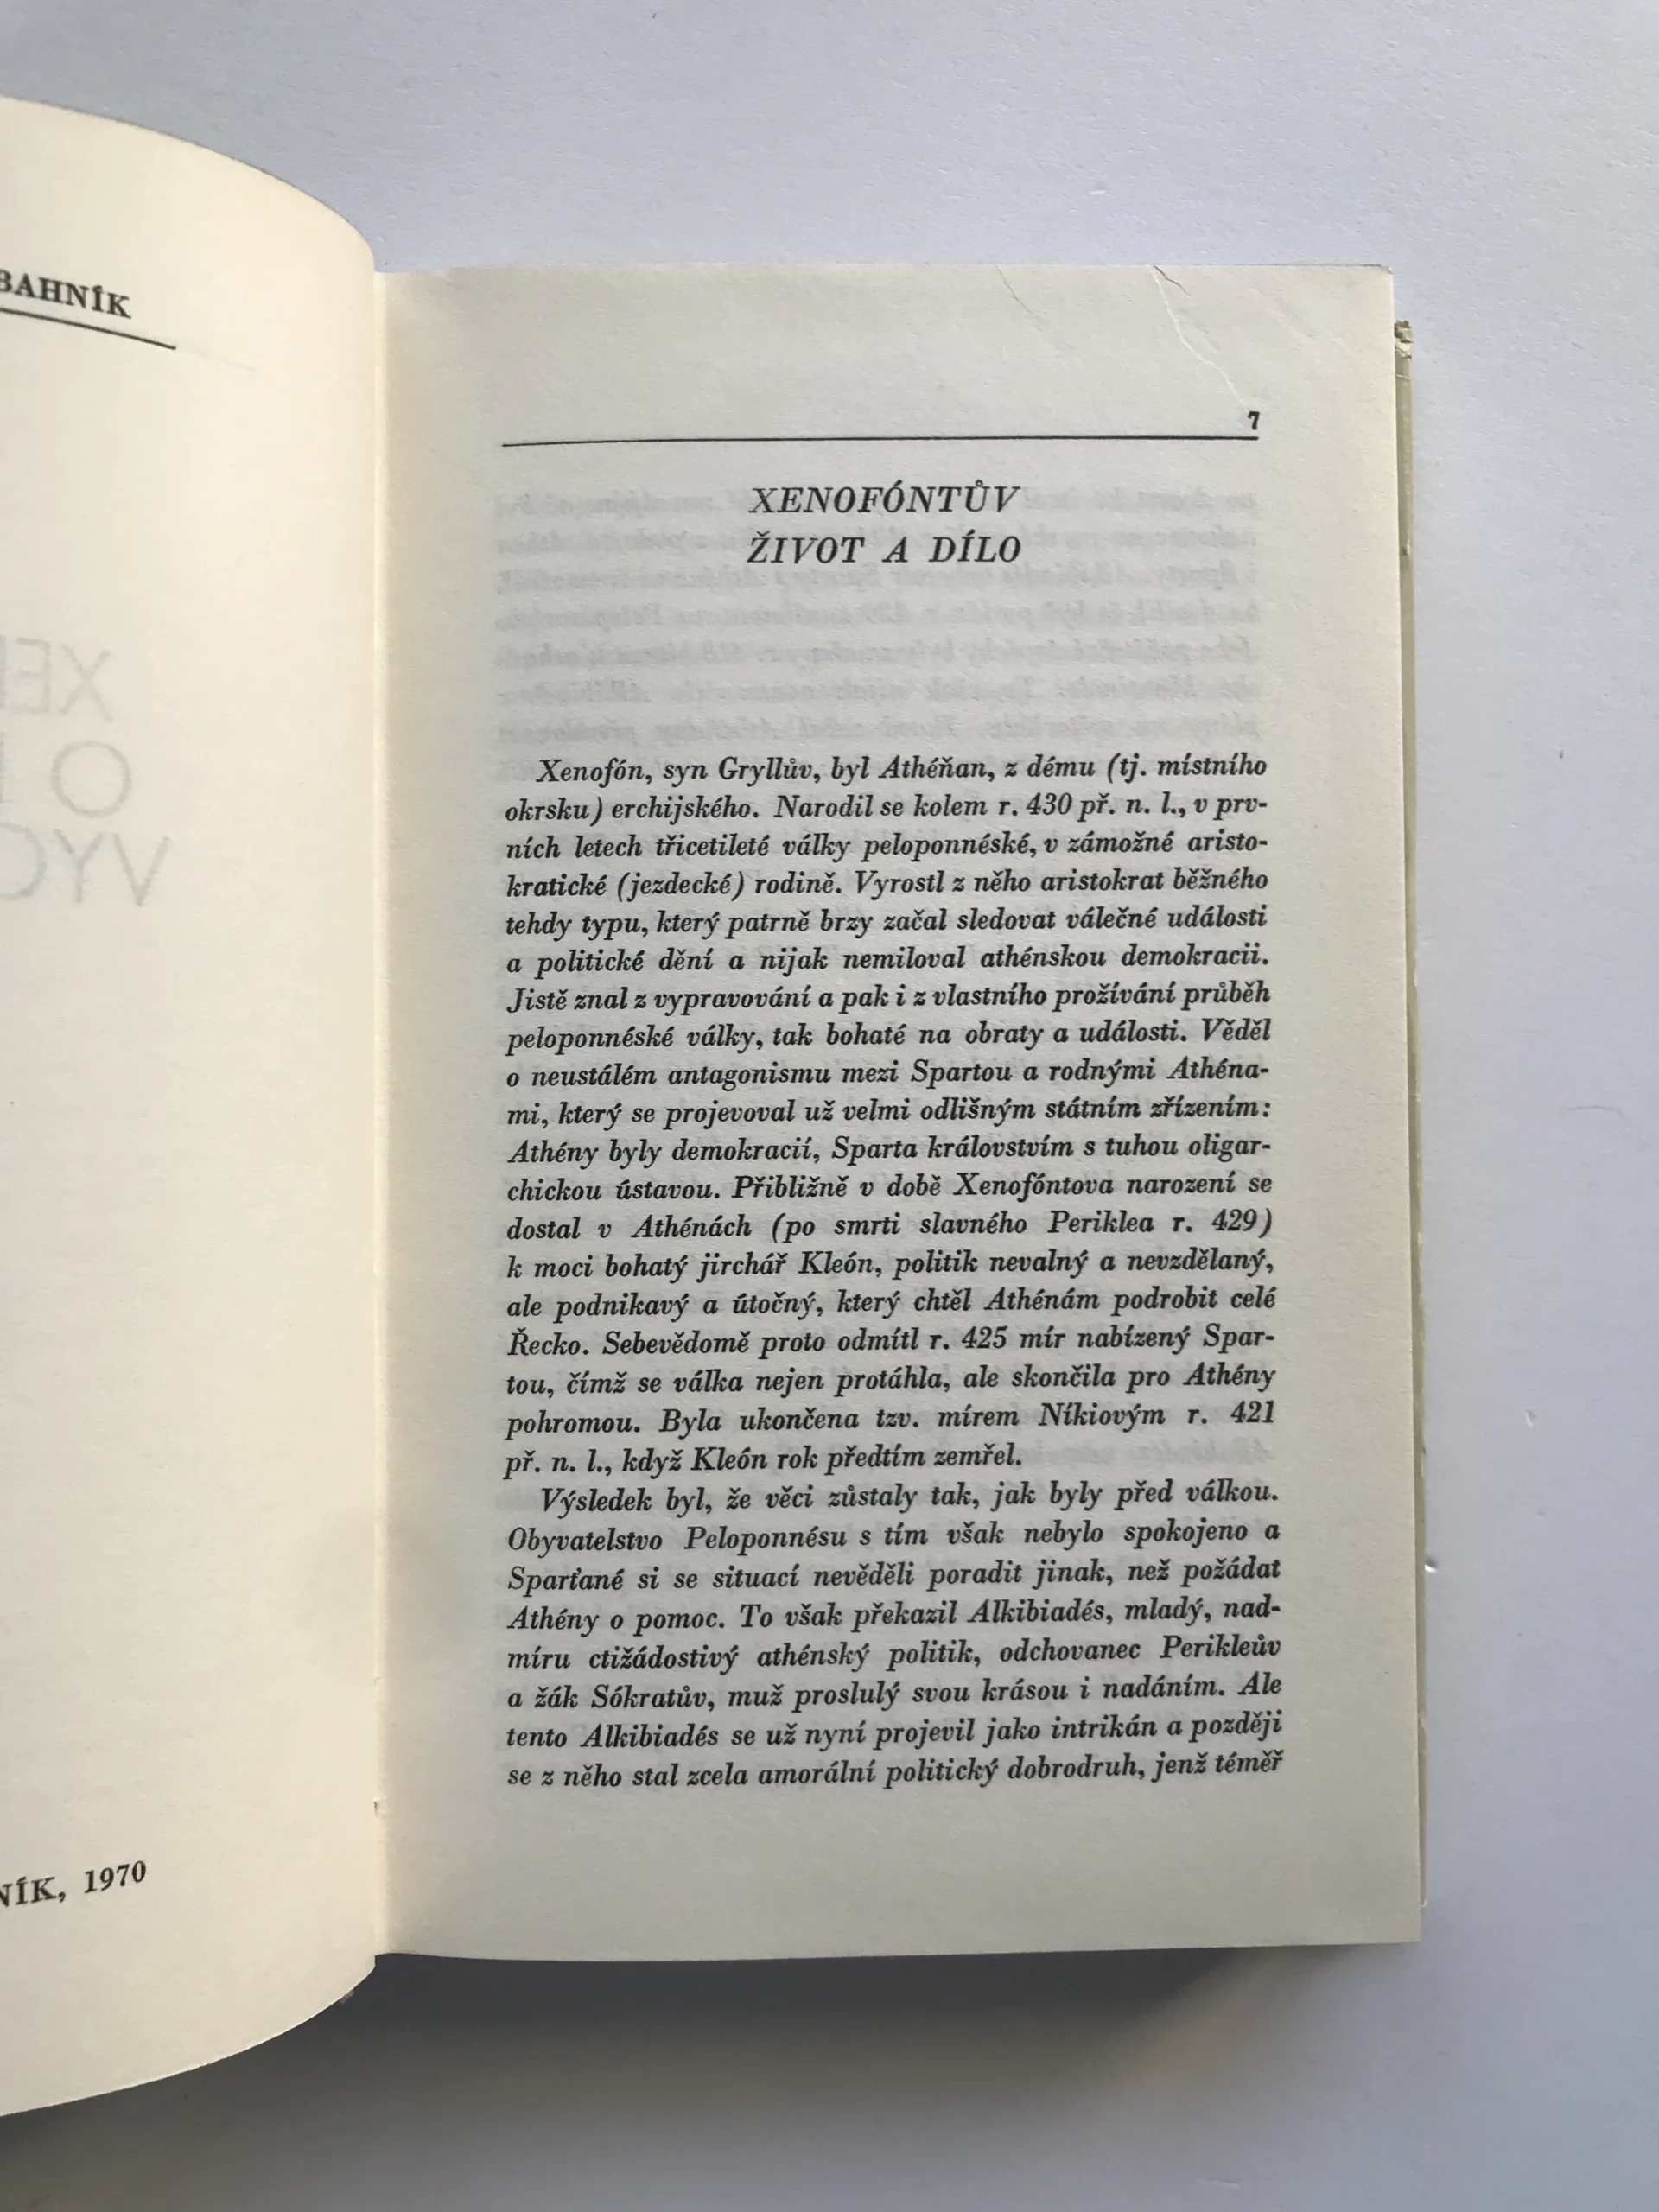 BAHNÍK
NÍK, 1970
7
XENOFÓNTŮV
ŽIVOT A DÍLO
Xenofón, syn Gryllův, byl Athéňan, z dému (tj. místního
okrsku) erchijského. Narodil se kolem r. 430 př. n. l., v prv-
ních letech třicetileté války peloponnéské, v zámožné aristo-
kratické (jezdecké) rodině. Vyrostl z něho aristokrat běžného
tehdy typu, který patrně brzy začal sledovat válečné události
a politické dění a nijak nemiloval athénskou demokracii.
Jistě znal z vypravování a pak i z vlastního prožívání průběh
peloponnéské války, tak bohaté na obraty a události. Věděl
o neustálém antagonismu mezi Spartou a rodnými Athéna-
mi, který se projevoval už velmi odlišným státním zřízením:
Athény byly demokracií, Sparta královstvím s tuhou oligar-
chickou ústavou. Přibližně v době Xenofóntova narození se
dostal v Athénách (po smrti slavného Periklea r. 429)
k moci bohatý jirchář Kleón, politik nevalný a nevzdělaný,
ale podnikavý a útočný, který chtěl Athénám podrobit celé
Řecko. Sebevědomě proto odmítl r. 425 mír nabízený Spar-
tou, čímž se válka nejen protáhla, ale skončila pro Athény
pohromou. Byla ukončena tzv. mírem Níkiovým r. 421
př. n. l., když Kleón rok předtím zemřel.
Výsledek byl, že věci zůstaly tak, jak byly před válkou.
Obyvatelstvo Peloponnésu s tím však nebylo spokojeno a
Sparťané si se situací nevěděli poradit jinak, než požádat
Athény o pomoc. To však překazil Alkibiadés, mladý, nad-
míru ctižádostivý athénský politik, odchovanec Perikleův
a žák Sókratův, muž proslulý svou krásou i nadáním. Ale
tento Alkibiadés se už nyní projevil jako intrikán a později
se z něho stal zcela amorální politický dobrodruh, jenž téměř